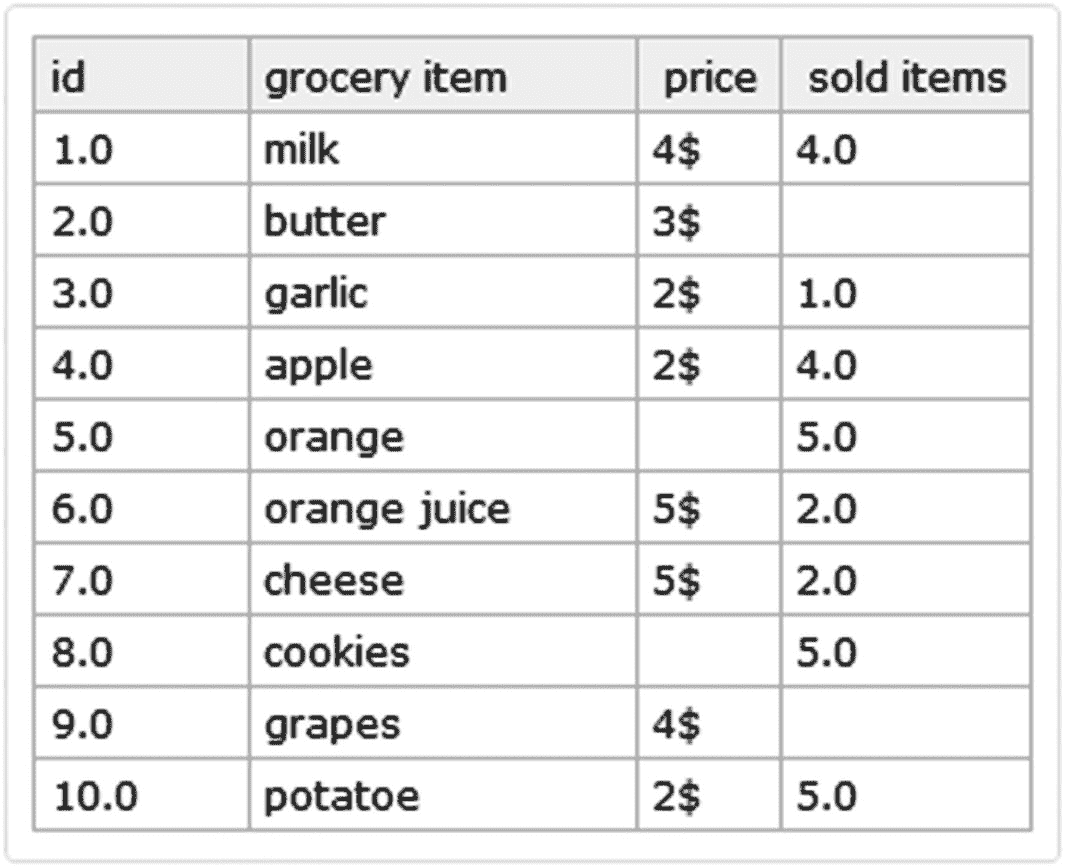 id grocery item price sold items
1.0 milk 4$ 4.0
2.0 butter 3$
3.0 garlic 2$ 1.0
4.0 apple 2$ 4.0
5.0 orange 5.0
6.0 orange juice 5$ 2.0
7.0 cheese 5$ 2.0
8.0 cookies 5.0
9.0 grapes 4$
10.0 potatoe 2$ 5.0